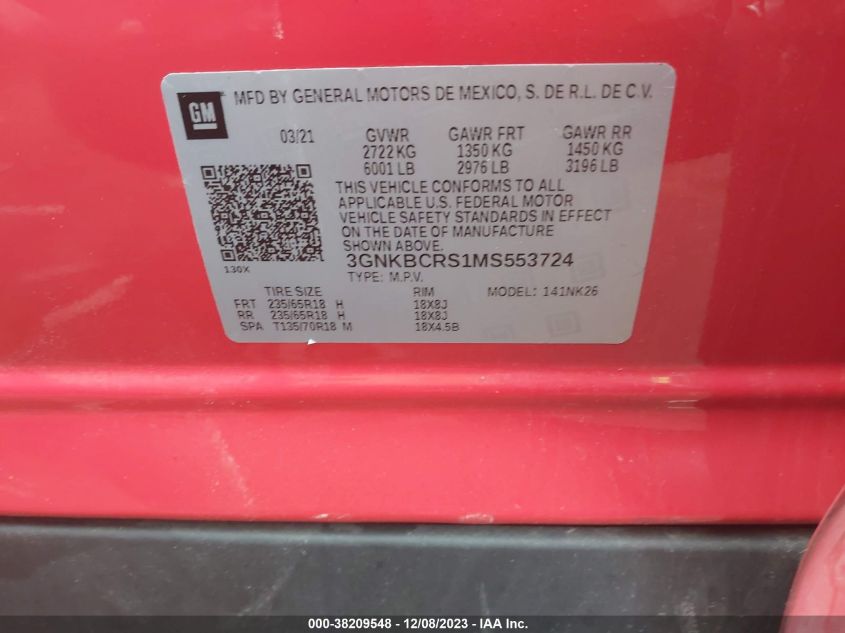 GM
MFD BY GENERAL MOTORS DE MEXICO, S. DE R.L. DE C.V.
03/21 GVWR GAWR FRT GAWR RR
2722 KG 1350 KG 1450 KG
6001 LB 2976 LB 3196 LB
THIS VEHICLE CONFORMS TO ALL
APPLICABLE U.S. FEDERAL MOTOR
VEHICLE SAFETY STANDARDS IN EFFECT
ON THE DATE OF MANUFACTURE
SHOWN ABOVE.
130X
3GNKBCRS1MS553724
TYPE: M.P.V.
TIRE SIZE RIM MODEL: 141NK26
FRT 235/65R18 H 18X8J
RR 235/65R18 H 18X8J
SPA T135/70R18 M 18X4.5B
000-38209548 - 12/08/2023 - IAA Inc.